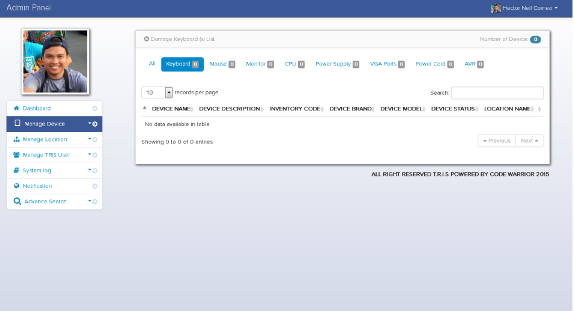 Admin Panel
Hector Nell Correa
Damage Keyboard(s) List
Number of Device: 0
All Keyboard 0 Mouse 0 Monitor 0 CPU 0 Power Supply 0 VGA Ports 0 Power Cord 0 AVR 0
10 records per page
Search:
DEVICE NAME DEVICE DESCRIPTION INVENTORY CODE DEVICE BRAND DEVICE MODEL DEVICE STATUS LOCATION NAME
No data available in table
Showing 0 to 0 of 0 entries
← Previous Next →
Dashboard
Manage Device
Manage Location
Manage TRIS User
System log
Notification
Advance Search
ALL RIGHT RESERVED T.R.I.S. POWERED BY CODE WARRIOR 2015